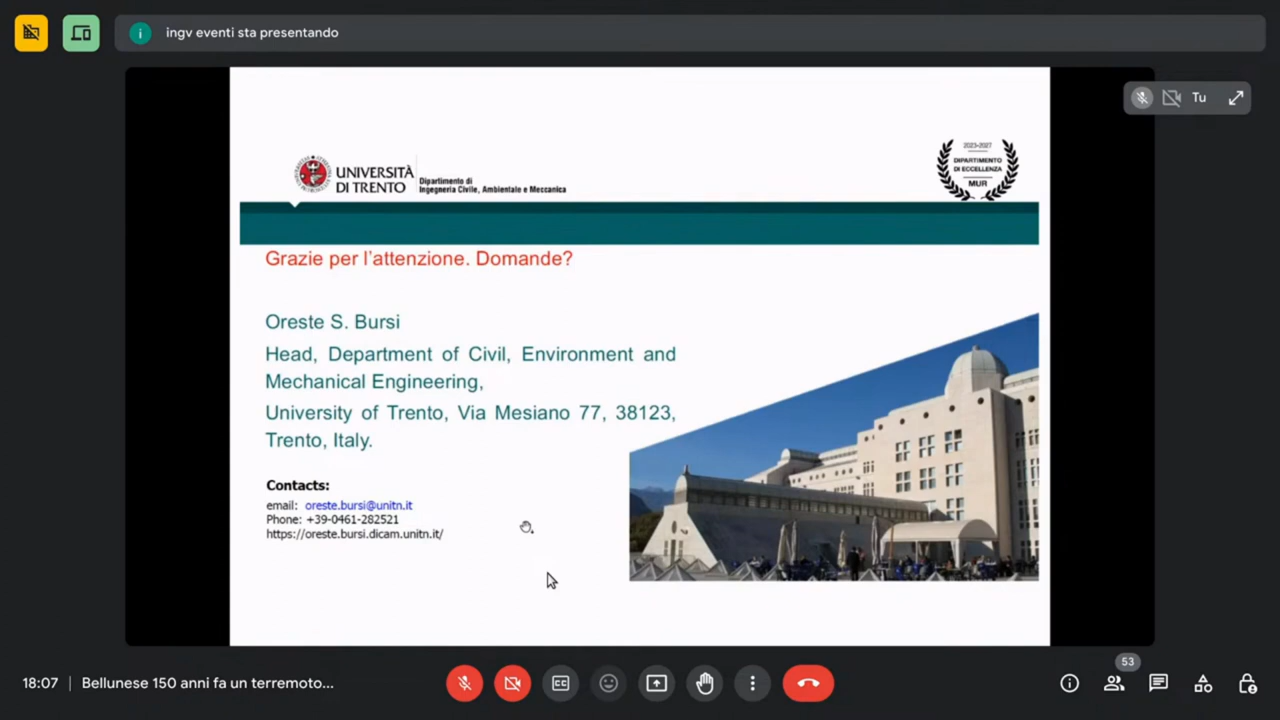 ingv eventi sta presentando
Tu
UNIVERSITÀ
DI TRENTO
Dipartimento di
Ingegneria Civile, Ambientale e Meccanica
2023-2027
DIPARTIMENTO
DI ECCELLENZA
MUR
Grazie per l'attenzione. Domande?
Oreste S. Bursi
Head, Department of Civil, Environment and
Mechanical Engineering,
University of Trento, Via Mesiano 77, 38123,
Trento, Italy.
Contacts:
email: oreste.bursi@unitn.it
Phone: +39-0461-282521
https://oreste.bursi.dicam.unitn.it/
18:07 | Bellunese 150 anni fa un terremoto...
53